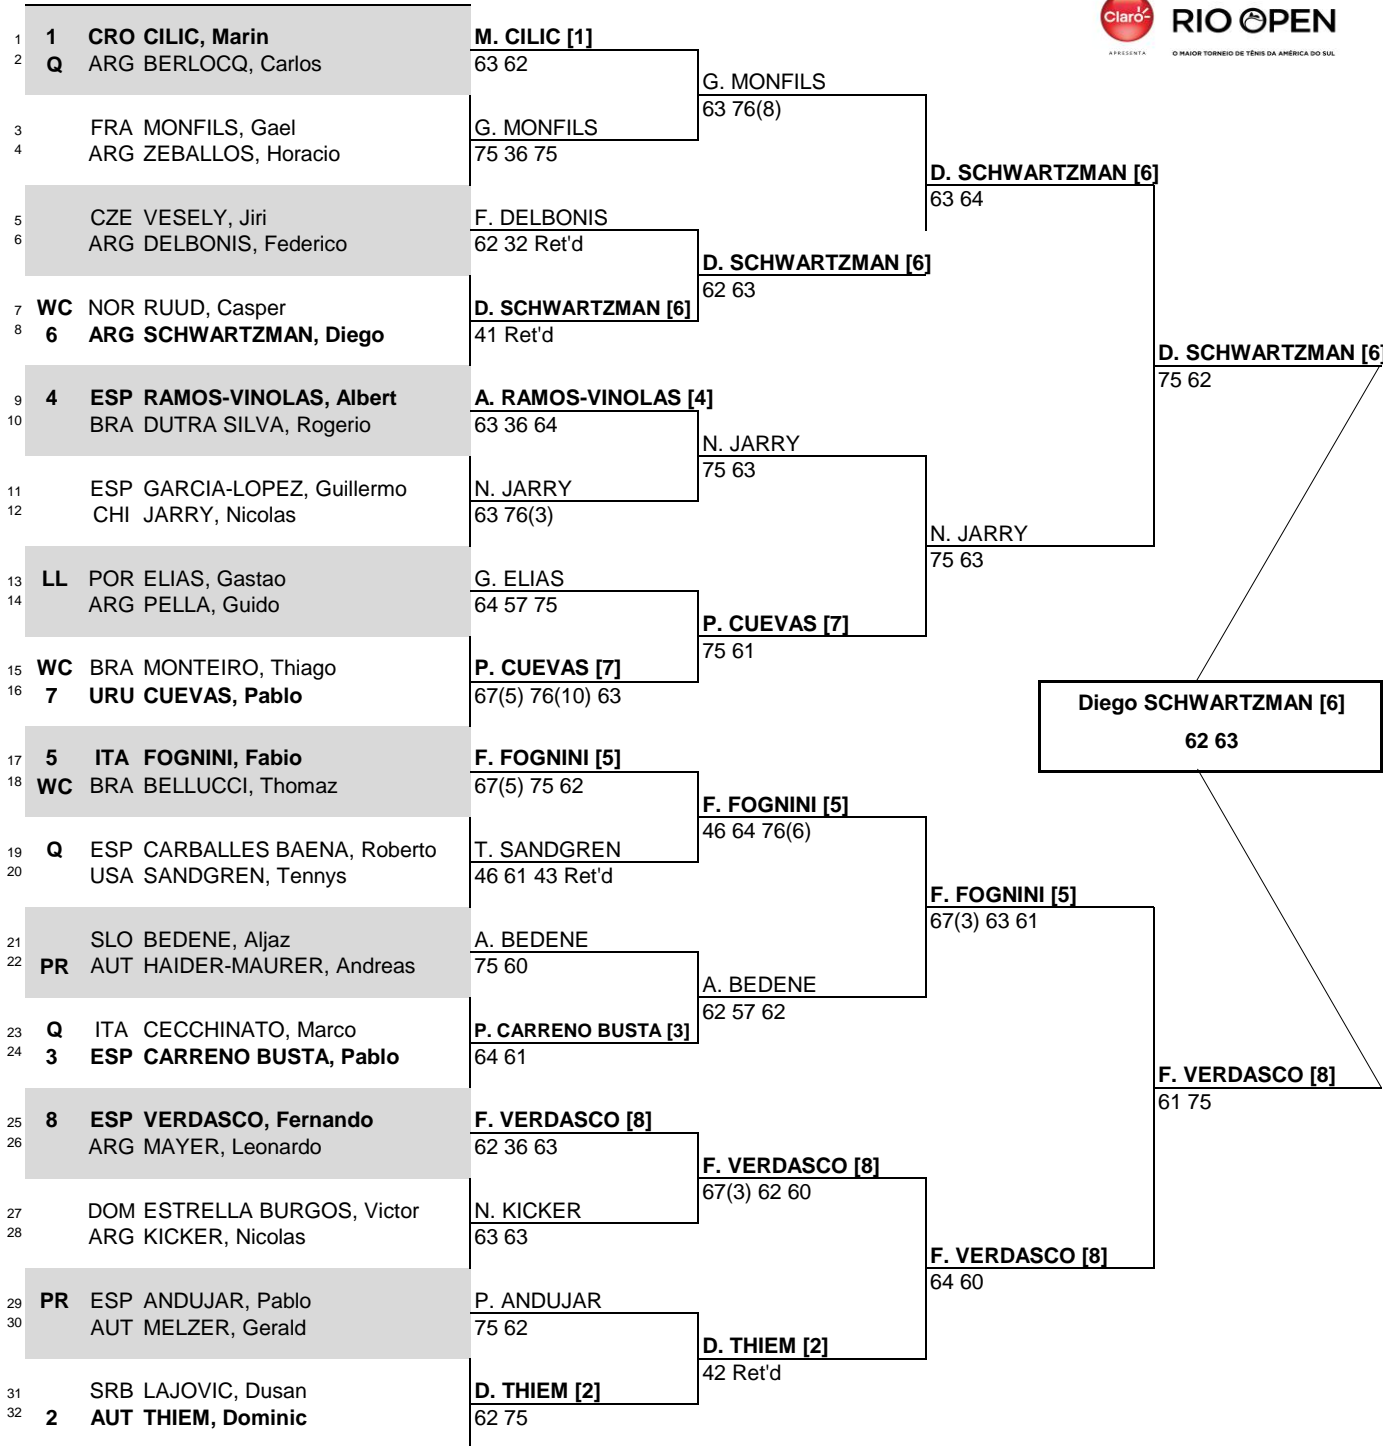 Claro-
APRESENTA
RIO OPEN
O MAIOR TORNEIO DE TÊNIS DA AMÉRICA DO SUL
1 1 CRO CILIC, Marin
2 Q ARG BERLOCQ, Carlos
3 FRA MONFILS, Gael
4 ARG ZEBALLOS, Horacio
5 CZE VESELY, Jiri
6 ARG DELBONIS, Federico
7 WC NOR RUUD, Casper
8 6 ARG SCHWARTZMAN, Diego
9 4 ESP RAMOS-VINOLAS, Albert
10 BRA DUTRA SILVA, Rogerio
11 ESP GARCIA-LOPEZ, Guillermo
12 CHI JARRY, Nicolas
13 LL POR ELIAS, Gastao
14 ARG PELLA, Guido
15 WC BRA MONTEIRO, Thiago
16 7 URU CUEVAS, Pablo
17 5 ITA FOGNINI, Fabio
18 WC BRA BELLUCCI, Thomaz
19 Q ESP CARBALLES BAENA, Roberto
20 USA SANDGREN, Tennys
21 SLO BEDENE, Aljaz
22 PR AUT HAIDER-MAURER, Andreas
23 Q ITA CECCHINATO, Marco
24 3 ESP CARRENO BUSTA, Pablo
25 8 ESP VERDASCO, Fernando
26 ARG MAYER, Leonardo
27 DOM ESTRELLA BURGOS, Victor
28 ARG KICKER, Nicolas
29 PR ESP ANDUJAR, Pablo
30 AUT MELZER, Gerald
31 SRB LAJOVIC, Dusan
32 2 AUT THIEM, Dominic
M. CILIC [1]
63 62
G. MONFILS
75 36 75
F. DELBONIS
62 32 Ret'd
D. SCHWARTZMAN [6]
41 Ret'd
A. RAMOS-VINOLAS [4]
63 36 64
N. JARRY
63 76(3)
G. ELIAS
64 57 75
P. CUEVAS [7]
67(5) 76(10) 63
F. FOGNINI [5]
67(5) 75 62
T. SANDGREN
46 61 43 Ret'd
A. BEDENE
75 60
P. CARRENO BUSTA [3]
64 61
F. VERDASCO [8]
62 36 63
N. KICKER
63 63
P. ANDUJAR
75 62
D. THIEM [2]
62 75
G. MONFILS
63 76(8)
D. SCHWARTZMAN [6]
62 63
N. JARRY
75 63
P. CUEVAS [7]
75 61
F. FOGNINI [5]
46 64 76(6)
A. BEDENE
62 57 62
F. VERDASCO [8]
67(3) 62 60
D. THIEM [2]
42 Ret'd
D. SCHWARTZMAN [6]
63 64
N. JARRY
75 63
F. FOGNINI [5]
67(3) 63 61
F. VERDASCO [8]
64 60
D. SCHWARTZMAN [6]
75 62
F. VERDASCO [8]
61 75
Diego SCHWARTZMAN [6]
62 63